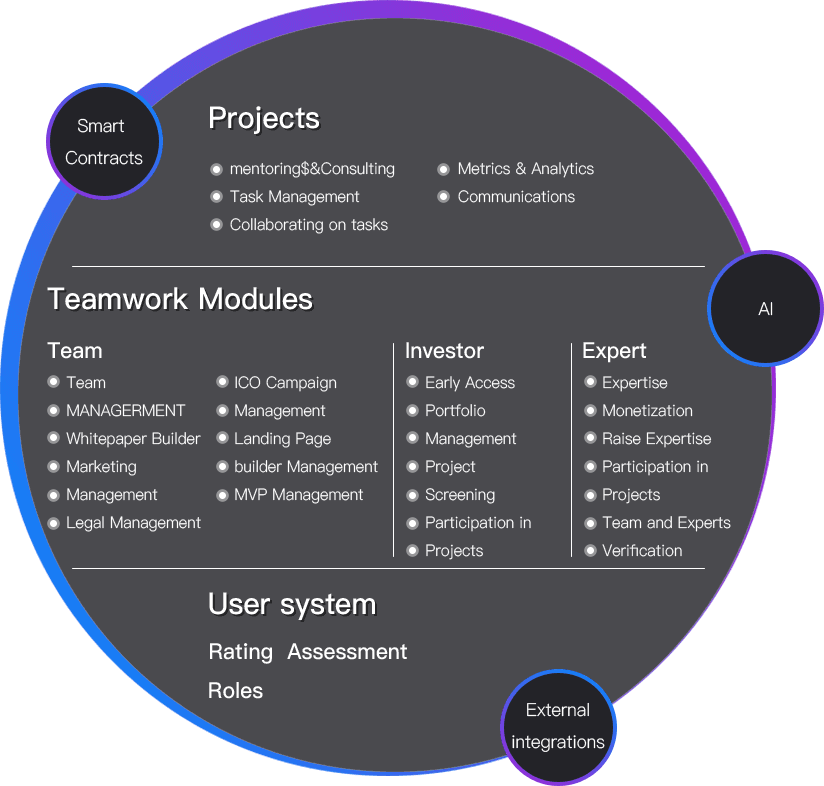 Smart
Contracts
Projects
mentoring$&Consulting
Task Management
Collaborating on tasks
Metrics & Analytics
Communications
AI
Teamwork Modules
Team
Team
MANAGERMENT
Whitepaper Builder
Marketing
Management
Legal Management
ICO Campaign
Management
Landing Page
builder Management
MVP Management
Investor
Early Access
Portfolio
Management
Project
Screening
Participation in
Projects
Expert
Expertise
Monetization
Raise Expertise
Participation in
Projects
Team and Experts
Verification
User system
Rating Assessment
Roles
External
integrations